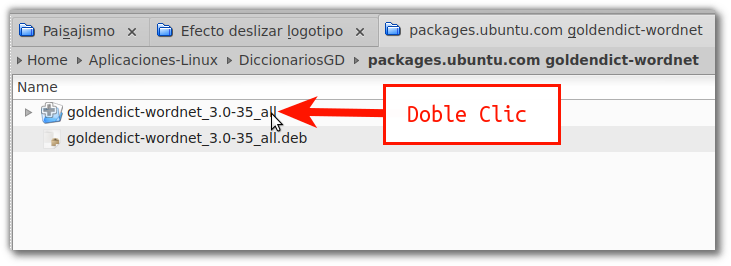 Paisajismo
Efecto deslizar logotipo
packages.ubuntu.com goldendict-wordnet
Home Aplicaciones-Linux DiccionariosGD packages.ubuntu.com goldendict-wordnet
Name
goldendict-wordnet_3.0-35_all
Doble Clic
goldendict-wordnet_3.0-35_all.deb